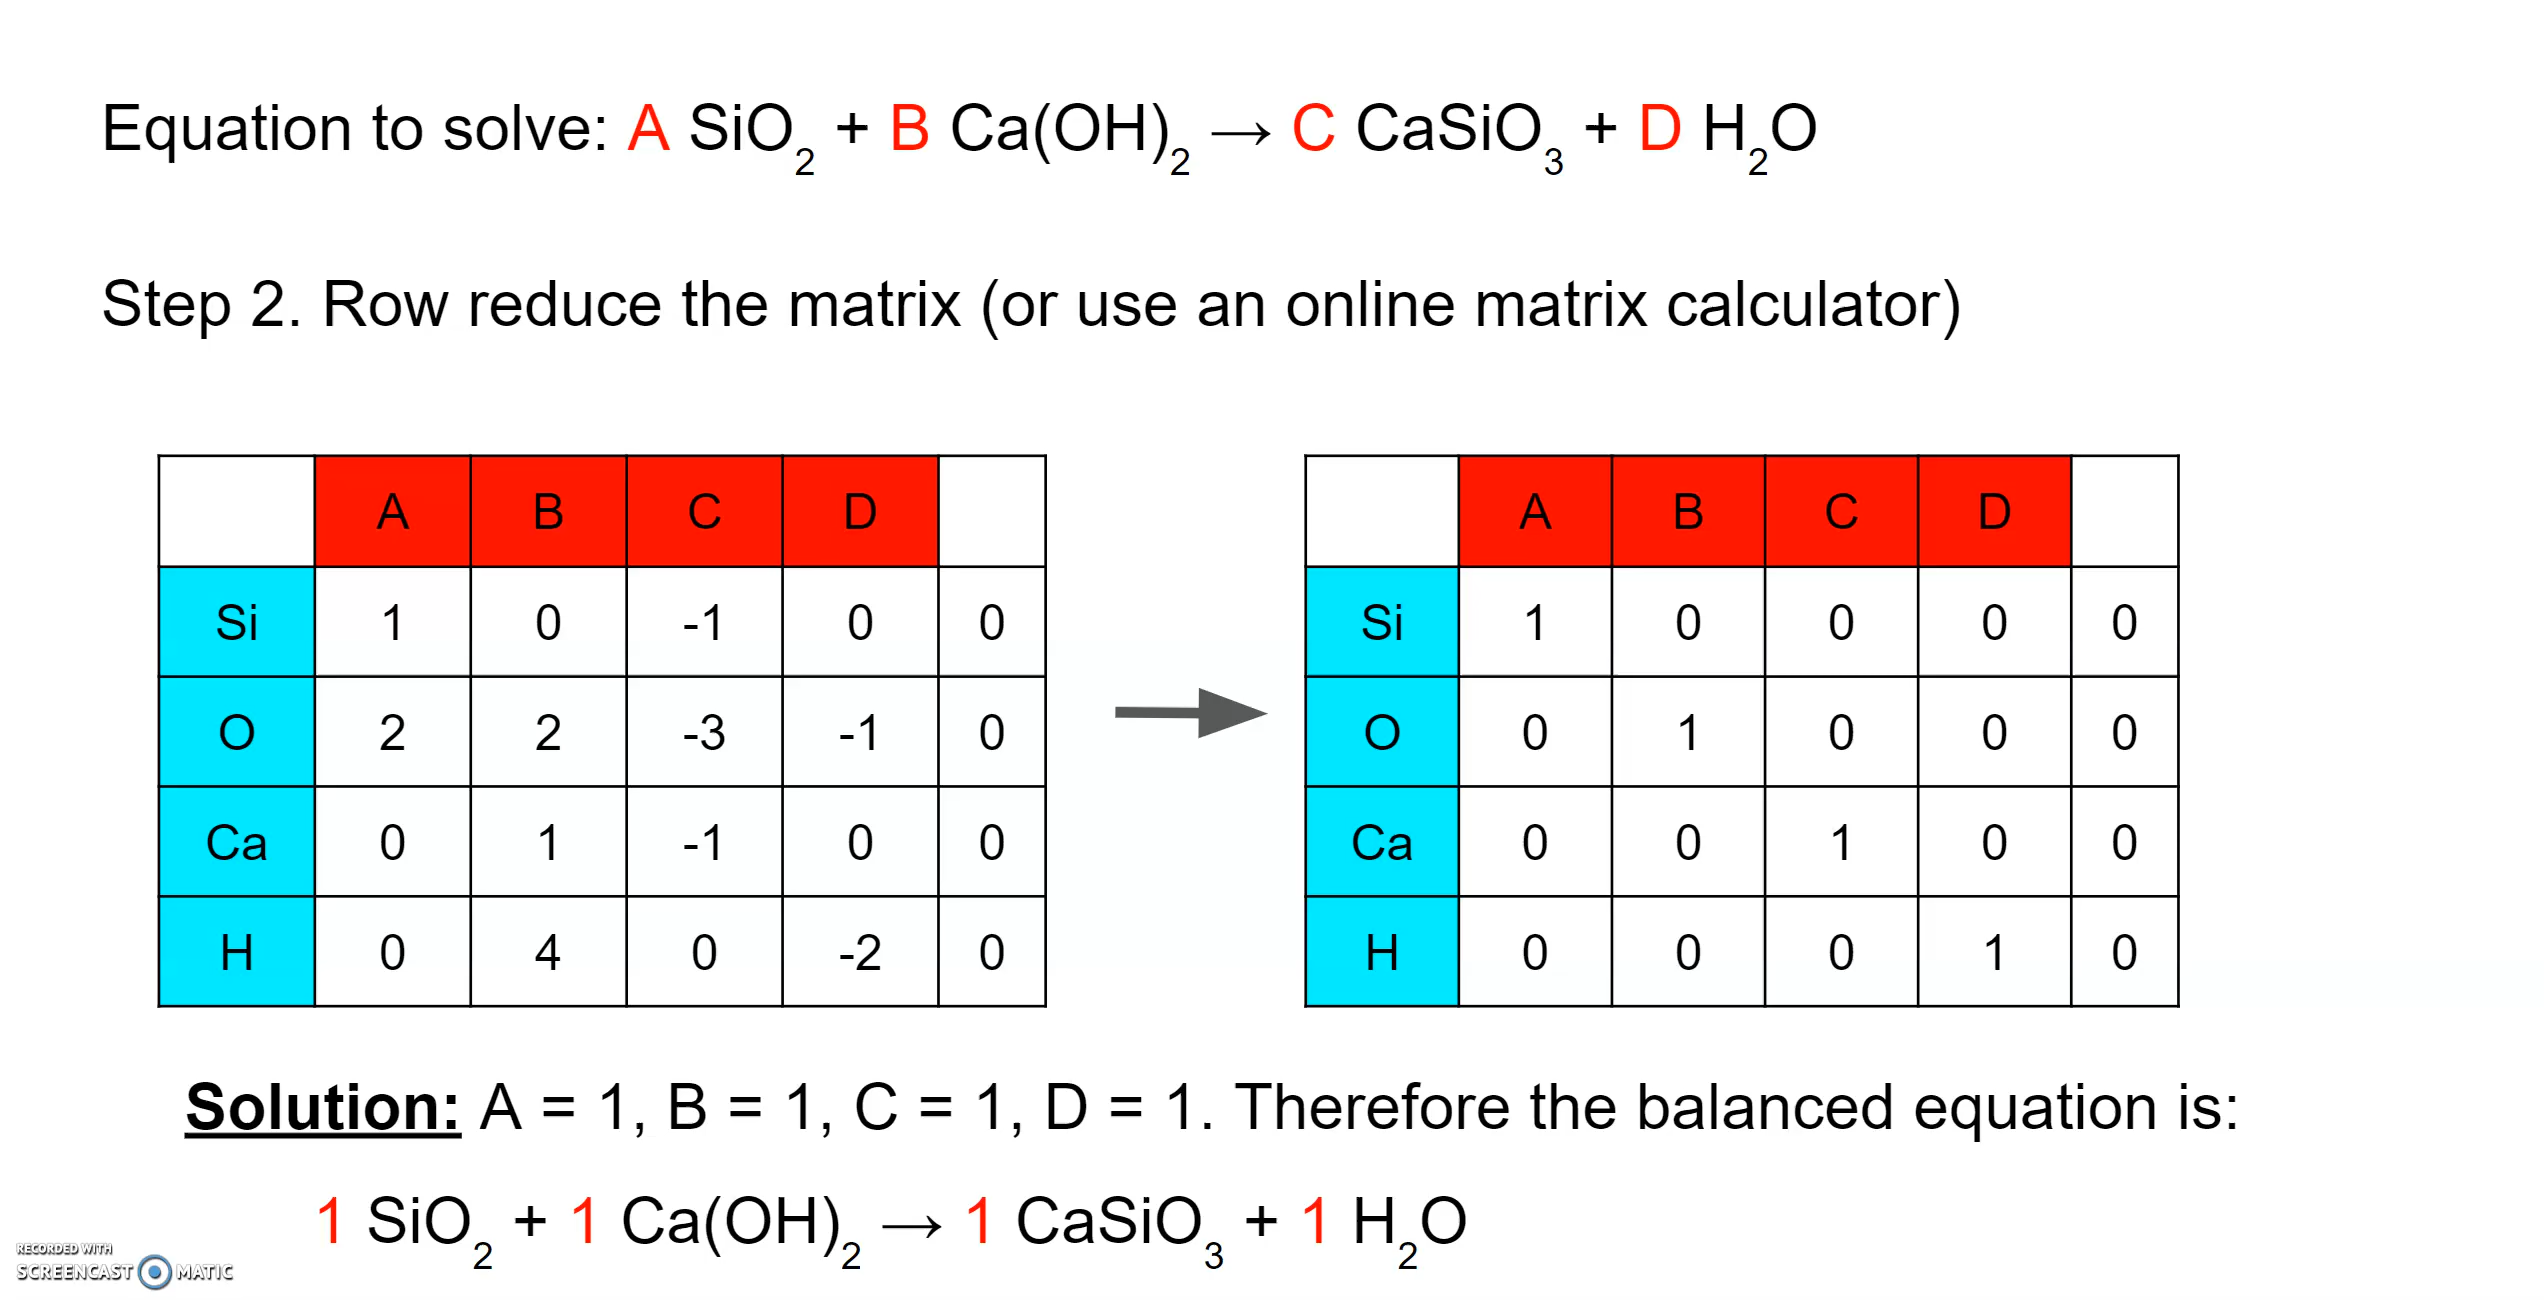 Equation to solve: A SiO₂ + B Ca(OH)₂ → C CaSiO₃ + D H₂O
Step 2. Row reduce the matrix (or use an online matrix calculator)
A B C D
Si 1 0 -1 0 0
O 2 2 -3 -1 0
Ca 0 1 -1 0 0
H 0 4 0 -2 0
A B C D
Si 1 0 0 0 0
O 0 1 0 0 0
Ca 0 0 1 0 0
H 0 0 0 1 0
Solution: A = 1, B = 1, C = 1, D = 1. Therefore the balanced equation is:
1 SiO₂ + 1 Ca(OH)₂ → 1 CaSiO₃ + 1 H₂O
RECORDED WITH
SCREENCAST MATIC